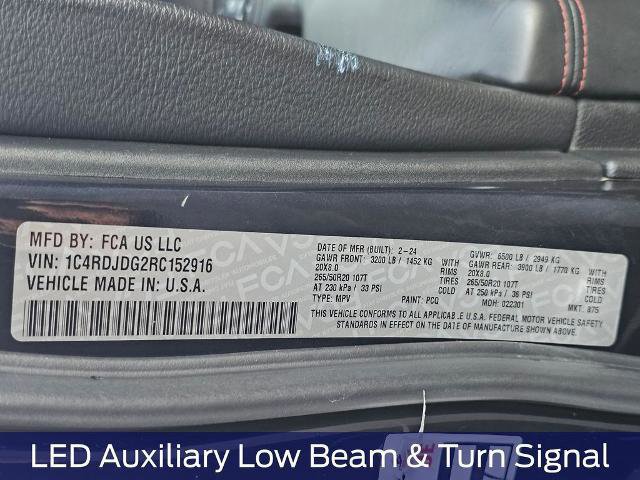 MFD BY: FCA US LLC
VIN: 1C4RDJDG2RC152916
VEHICLE MADE IN: U.S.A.
DATE OF MFR (BUILT): 2-24
GVWR: 6500 LB / 2949 KG
GAWR FRONT: 3200 LB / 1452 KG WITH
GAWR REAR: 3900 LB / 1770 KG WITH
20X8.0 RIMS
20X8.0 RIMS
265/50R20 107T TIRES
265/50R20 107T TIRES
AT 230 kPa / 33 PSI COLD
AT 250 kPa / 36 PSI COLD
TYPE: MPV PAINT: PCQ MDH: 022301 MKT: 875
THIS VEHICLE CONFORMS TO ALL APPLICABLE U.S.A. FEDERAL MOTOR VEHICLE SAFETY
STANDARDS IN EFFECT ON THE DATE OF MANUFACTURE SHOWN ABOVE.
LED Auxiliary Low Beam & Turn Signal